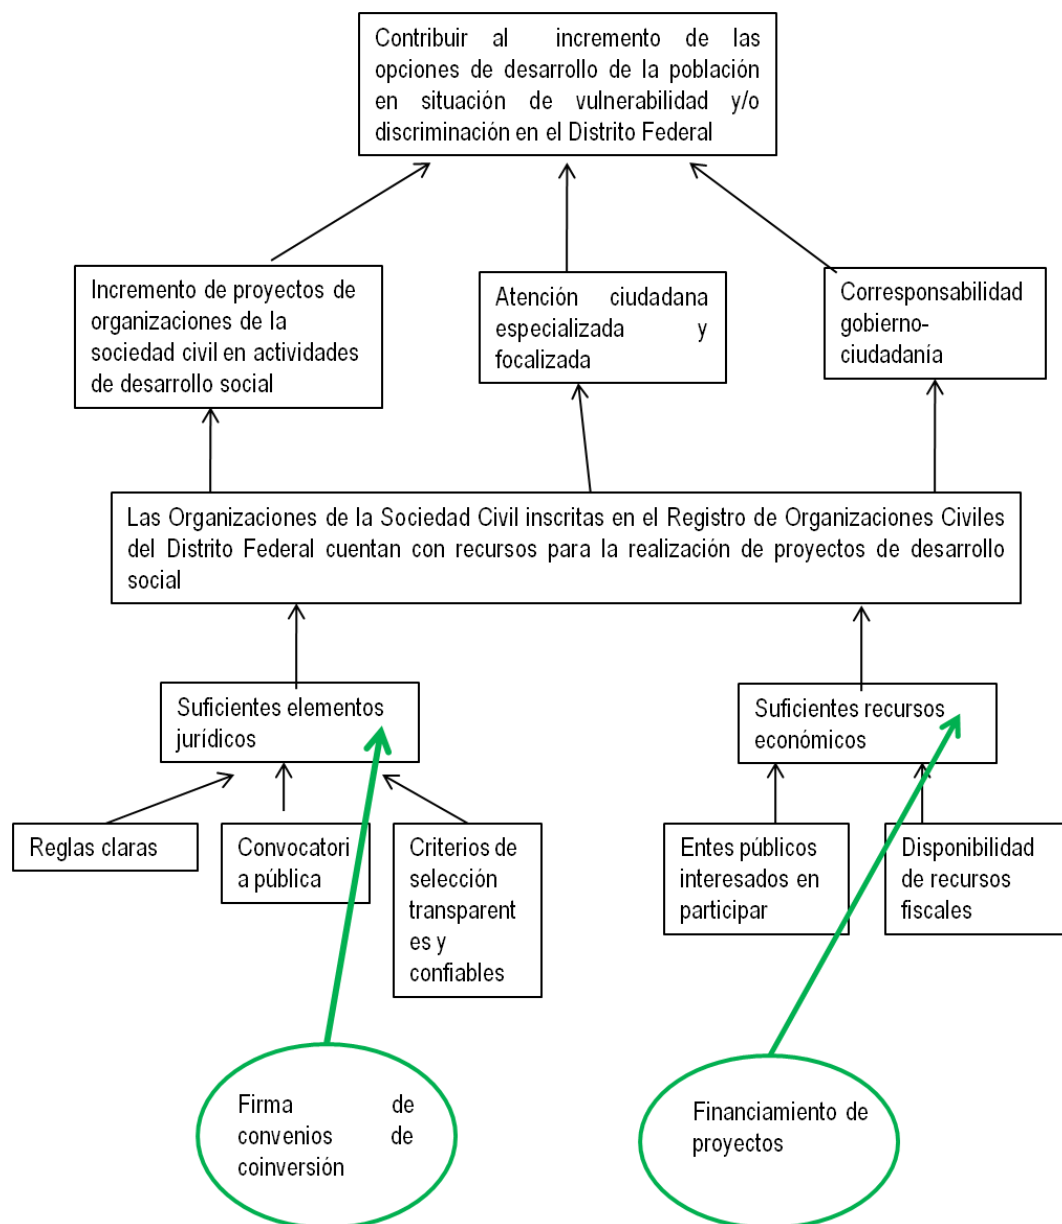 Contribuir al incremento de las
opciones de desarrollo de la población
en situación de vulnerabilidad y/o
discriminación en el Distrito Federal
Incremento de proyectos de
organizaciones de la
sociedad civil en actividades
de desarrollo social
Atención ciudadana
especializada y
focalizada
Corresponsabilidad
gobierno-
ciudadanía
Las Organizaciones de la Sociedad Civil inscritas en el Registro de Organizaciones Civiles
del Distrito Federal cuentan con recursos para la realización de proyectos de desarrollo
social
Suficientes elementos
jurídicos
Suficientes recursos
económicos
Reglas claras
Convocatori
a pública
Criterios de
selección
transparent
es y
confiables
Entes públicos
interesados en
participar
Disponibilidad
de recursos
fiscales
Firma de
convenios de
coinversión
Financiamiento de
proyectos